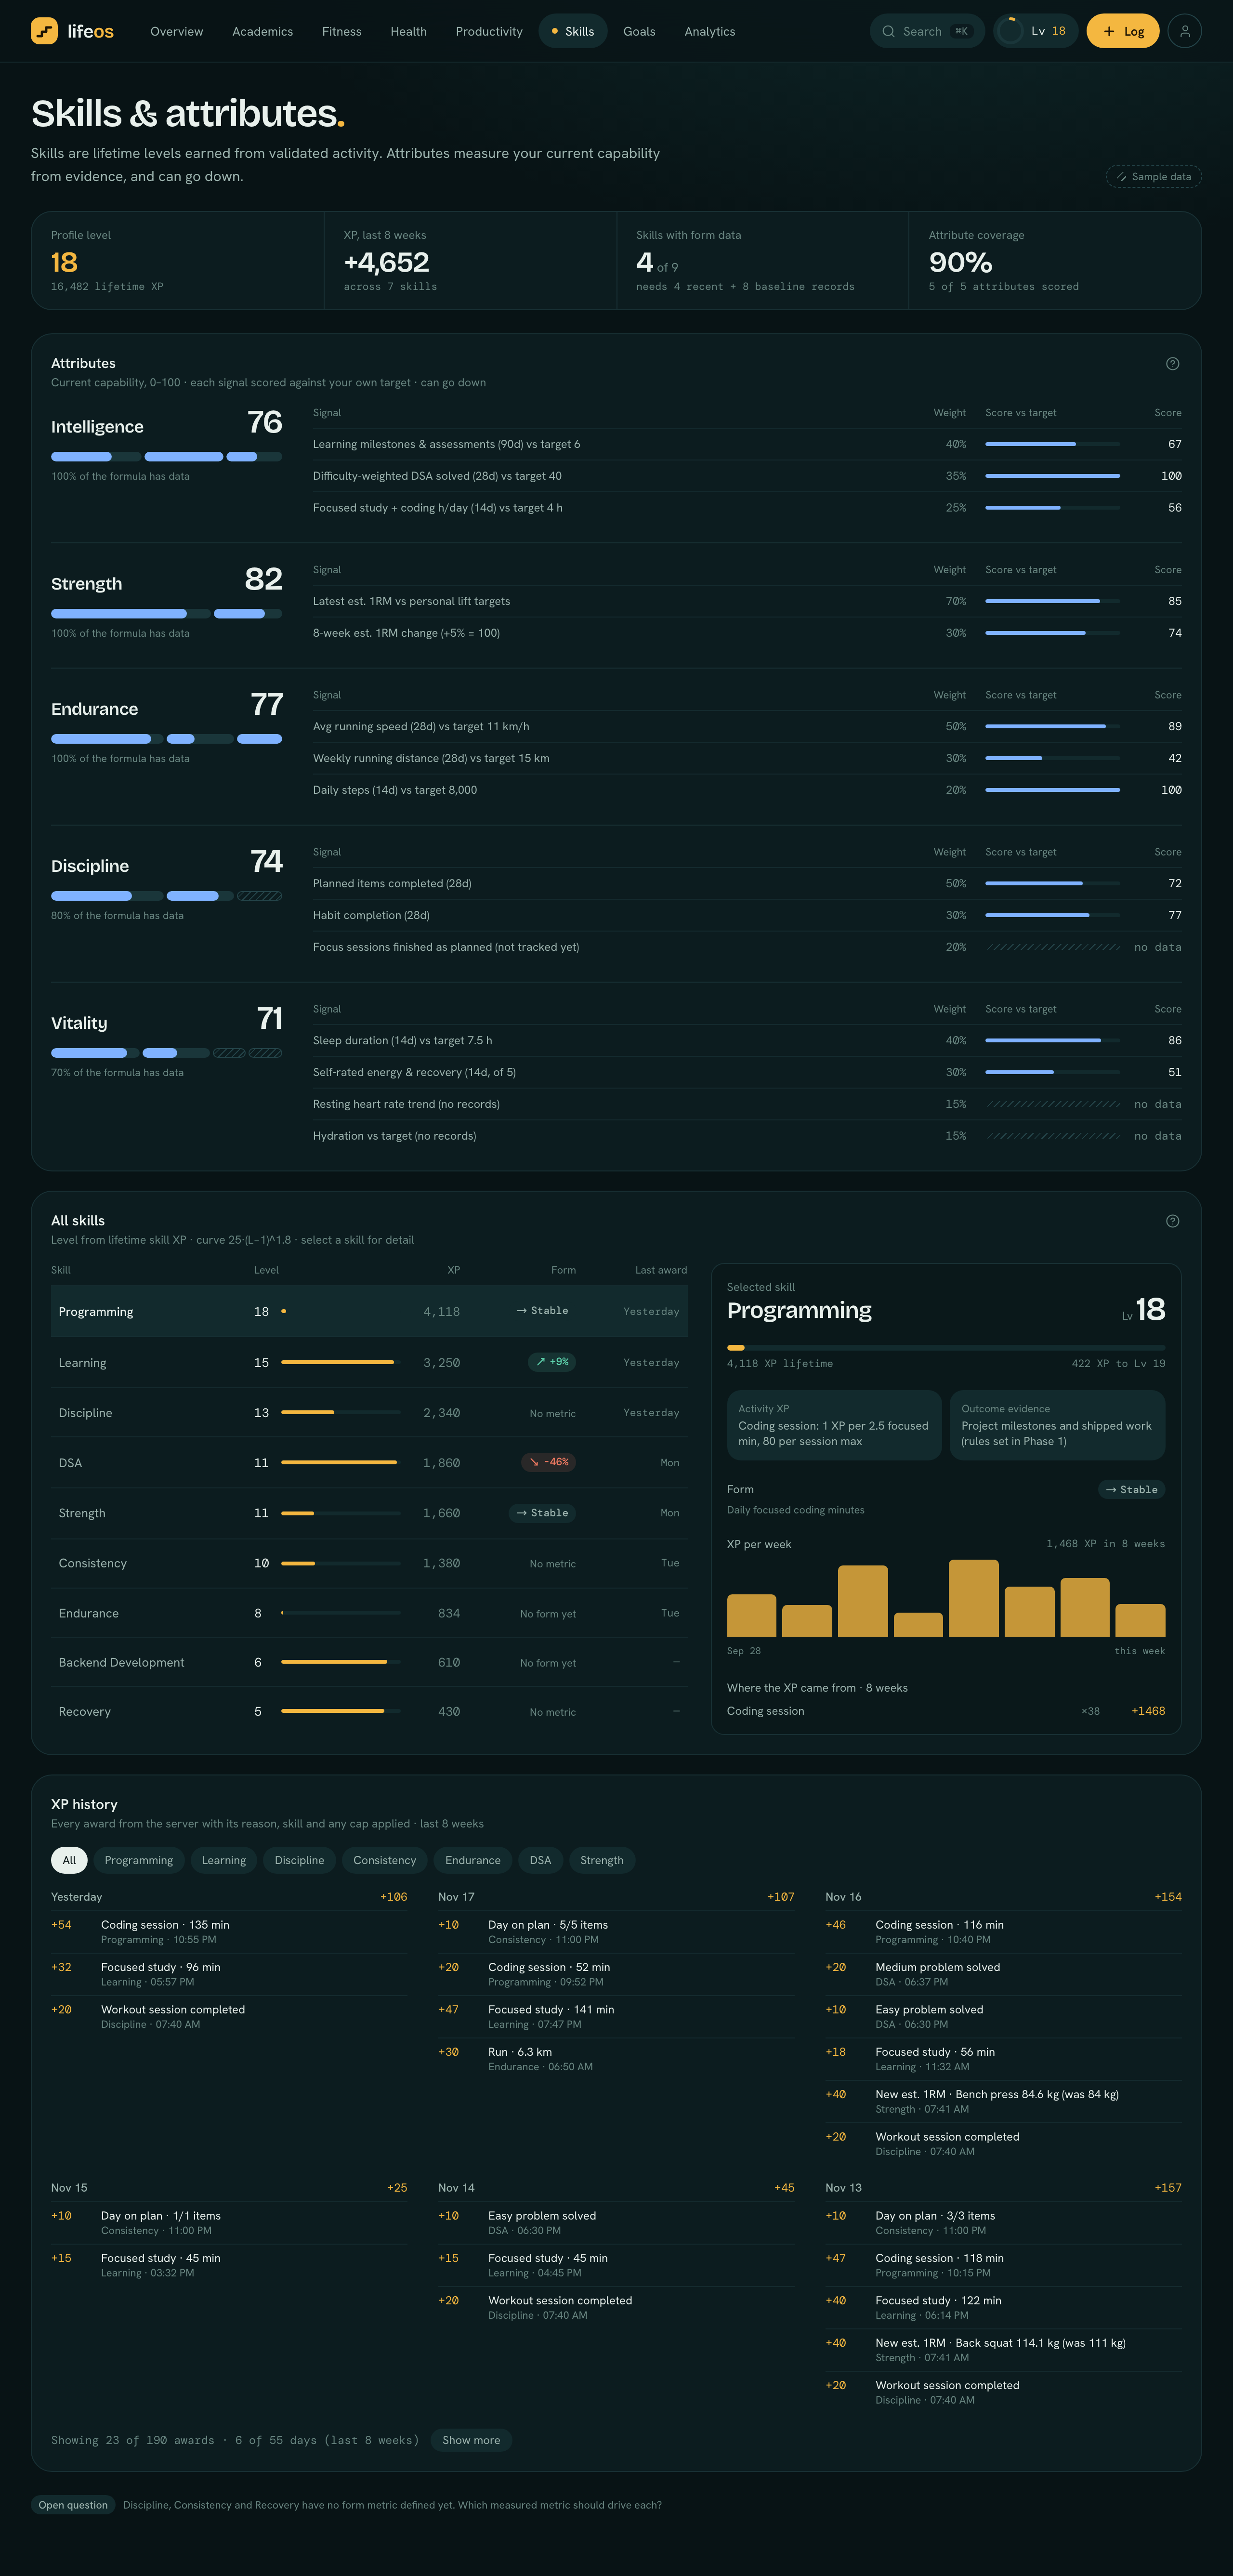 lifeos
Overview Academics Fitness Health Productivity Skills Goals Analytics
Search ⌘K
Lv 18
+ Log
Skills & attributes.
Skills are lifetime levels earned from validated activity. Attributes measure your current capability
from evidence, and can go down.
Sample data
Profile level
18
16,482 lifetime XP
XP, last 8 weeks
+4,652
across 7 skills
Skills with form data
4 of 9
needs 4 recent + 8 baseline records
Attribute coverage
90%
5 of 5 attributes scored
Attributes
Current capability, 0–100 · each signal scored against your own target · can go down
Intelligence 76
100% of the formula has data
Signal Weight Score vs target Score
Learning milestones & assessments (90d) vs target 6 40% 67
Difficulty-weighted DSA solved (28d) vs target 40 35% 100
Focused study + coding h/day (14d) vs target 4 h 25% 56
Strength 82
100% of the formula has data
Signal Weight Score vs target Score
Latest est. 1RM vs personal lift targets 70% 85
8-week est. 1RM change (+5% = 100) 30% 74
Endurance 77
100% of the formula has data
Signal Weight Score vs target Score
Avg running speed (28d) vs target 11 km/h 50% 89
Weekly running distance (28d) vs target 15 km 30% 42
Daily steps (14d) vs target 8,000 20% 100
Discipline 74
80% of the formula has data
Signal Weight Score vs target Score
Planned items completed (28d) 50% 72
Habit completion (28d) 30% 77
Focus sessions finished as planned (not tracked yet) 20% no data
Vitality 71
70% of the formula has data
Signal Weight Score vs target Score
Sleep duration (14d) vs target 7.5 h 40% 86
Self-rated energy & recovery (14d, of 5) 30% 51
Resting heart rate trend (no records) 15% no data
Hydration vs target (no records) 15% no data
All skills
Level from lifetime skill XP · curve 25·(L−1)^1.8 · select a skill for detail
Skill Level XP Form Last award
Programming 18 4,118 → Stable Yesterday
Learning 15 3,250 ↗ +9% Yesterday
Discipline 13 2,340 No metric Yesterday
DSA 11 1,860 ↘ -46% Mon
Strength 11 1,660 → Stable Mon
Consistency 10 1,380 No metric Tue
Endurance 8 834 No form yet Tue
Backend Development 6 610 No form yet —
Recovery 5 430 No metric —
Selected skill
Programming Lv 18
4,118 XP lifetime 422 XP to Lv 19
Activity XP
Coding session: 1 XP per 2.5 focused
min, 80 per session max
Outcome evidence
Project milestones and shipped work
(rules set in Phase 1)
Form → Stable
Daily focused coding minutes
XP per week 1,468 XP in 8 weeks
Sep 28 this week
Where the XP came from · 8 weeks
Coding session ×38 +1468
XP history
Every award from the server with its reason, skill and any cap applied · last 8 weeks
All Programming Learning Discipline Consistency Endurance DSA Strength
Yesterday +106
+54 Coding session · 135 min
Programming · 10:55 PM
+32 Focused study · 96 min
Learning · 05:57 PM
+20 Workout session completed
Discipline · 07:40 AM
Nov 17 +107
+10 Day on plan · 5/5 items
Consistency · 11:00 PM
+20 Coding session · 52 min
Programming · 09:52 PM
+47 Focused study · 141 min
Learning · 07:47 PM
+30 Run · 6.3 km
Endurance · 06:50 AM
Nov 16 +154
+46 Coding session · 116 min
Programming · 10:40 PM
+20 Medium problem solved
DSA · 06:37 PM
+10 Easy problem solved
DSA · 06:30 PM
+18 Focused study · 56 min
Learning · 11:32 AM
+40 New est. 1RM · Bench press 84.6 kg (was 84 kg)
Strength · 07:41 AM
+20 Workout session completed
Discipline · 07:40 AM
Nov 15 +25
+10 Day on plan · 1/1 items
Consistency · 11:00 PM
+15 Focused study · 45 min
Learning · 03:32 PM
Nov 14 +45
+10 Easy problem solved
DSA · 06:30 PM
+15 Focused study · 45 min
Learning · 04:45 PM
+20 Workout session completed
Discipline · 07:40 AM
Nov 13 +157
+10 Day on plan · 3/3 items
Consistency · 11:00 PM
+47 Coding session · 118 min
Programming · 10:15 PM
+40 Focused study · 122 min
Learning · 06:14 PM
+40 New est. 1RM · Back squat 114.1 kg (was 111 kg)
Strength · 07:41 AM
+20 Workout session completed
Discipline · 07:40 AM
Showing 23 of 190 awards · 6 of 55 days (last 8 weeks) Show more
Open question Discipline, Consistency and Recovery have no form metric defined yet. Which measured metric should drive each?